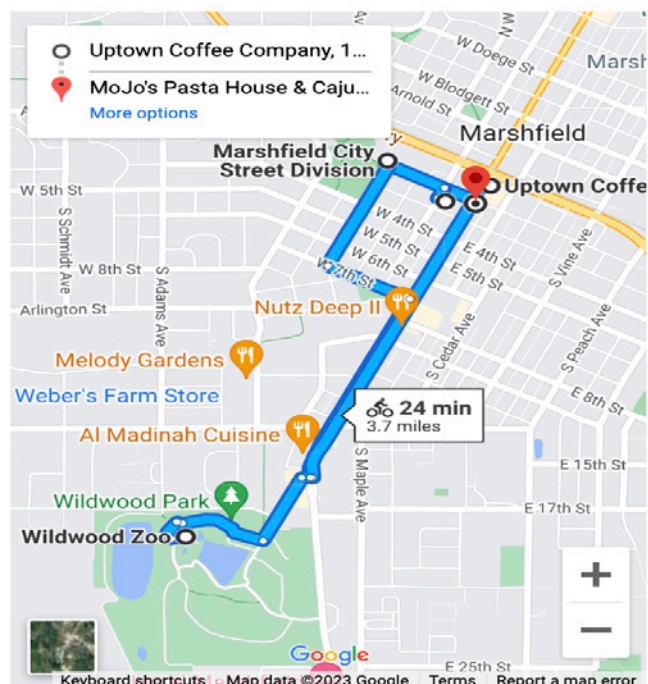 Uptown Coffee Company, 1...
MoJo's Pasta House & Caju...
More options
W Doege St
Marsh
W Blodgett St
Arnold St
Marshfield
Marshfield City
Street Division
Uptown Coffe
N
W 5th St
W 4th St
W 5th St
W 6th St
W 7th St
E 4th St
E 5th St
S Vine Ave
S Schmidt Ave
S Adams Ave
W 8th St
Arlington St
Nutz Deep II
S Cedar Ave
S Peach Ave
Melody Gardens
Weber's Farm Store
24 min
3.7 miles
E 8th St
Al Madinah Cuisine
S Maple Ave
E 15th St
Wildwood Park
E 17th St
Wildwood Zoo
+
−
Google
E 25th St
Keyboard shortcuts Map data ©2023 Google Terms Report a map error